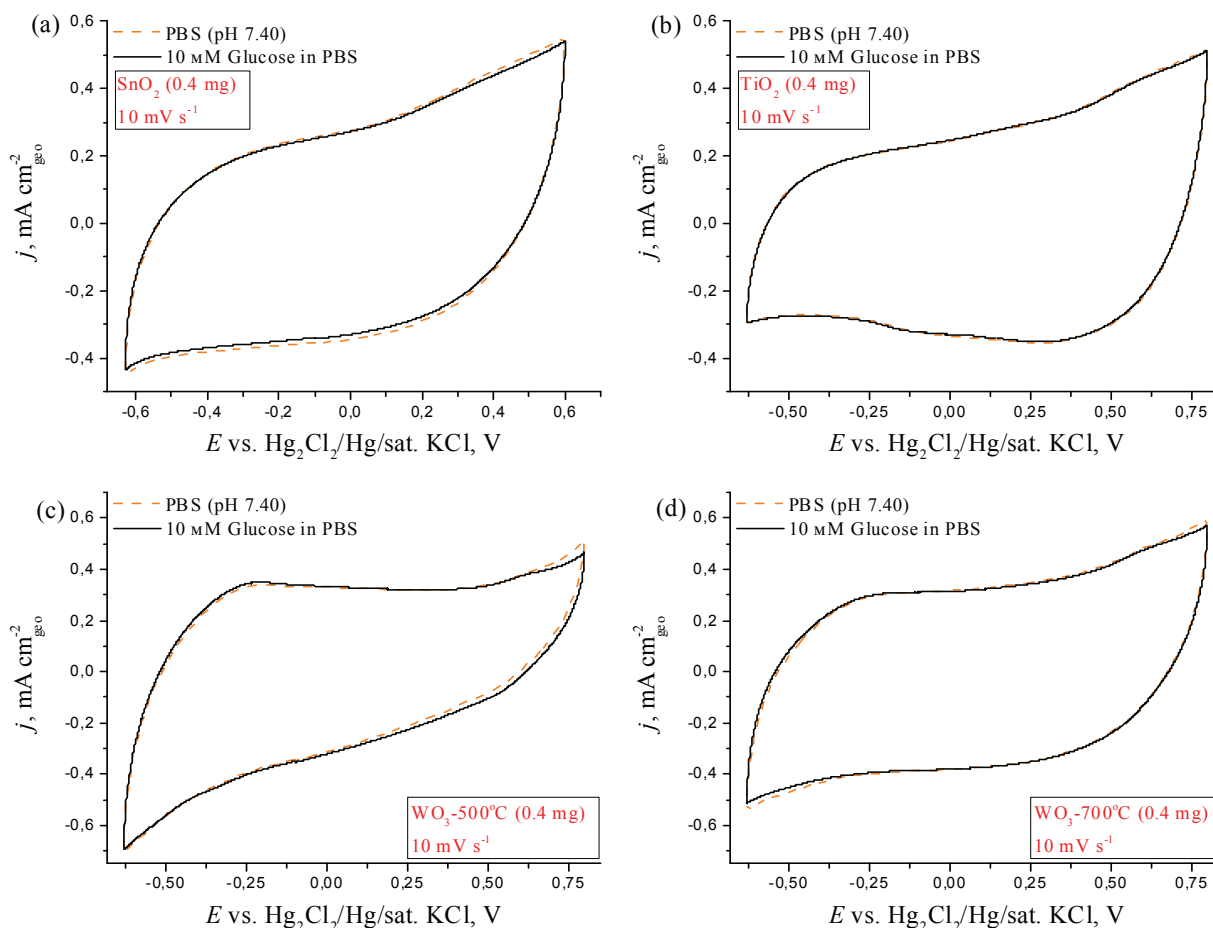 (a)
PBS (pH 7.40)
10 мM Glucose in PBS
SnO₂ (0.4 mg)
10 mV s⁻¹
0,6
0,4
0,2
0,0
-0,2
-0,4
j, mA cm⁻²geo
-0,6 -0,4 -0,2 0,0 0,2 0,4 0,6
E vs. Hg₂Cl₂/Hg/sat. KCl, V
(b)
PBS (pH 7.40)
10 мM Glucose in PBS
TiO₂ (0.4 mg)
10 mV s⁻¹
0,6
0,4
0,2
0,0
-0,2
-0,4
j, mA cm⁻²geo
-0,50 -0,25 0,00 0,25 0,50 0,75
E vs. Hg₂Cl₂/Hg/sat. KCl, V
(c)
PBS (pH 7.40)
10 мM Glucose in PBS
0,6
0,4
0,2
0,0
-0,2
-0,4
-0,6
j, mA cm⁻²geo
WO₃-500°C (0.4 mg)
10 mV s⁻¹
-0,50 -0,25 0,00 0,25 0,50 0,75
E vs. Hg₂Cl₂/Hg/sat. KCl, V
(d)
PBS (pH 7.40)
10 мM Glucose in PBS
0,6
0,4
0,2
0,0
-0,2
-0,4
-0,6
j, mA cm⁻²geo
WO₃-700°C (0.4 mg)
10 mV s⁻¹
-0,50 -0,25 0,00 0,25 0,50 0,75
E vs. Hg₂Cl₂/Hg/sat. KCl, V